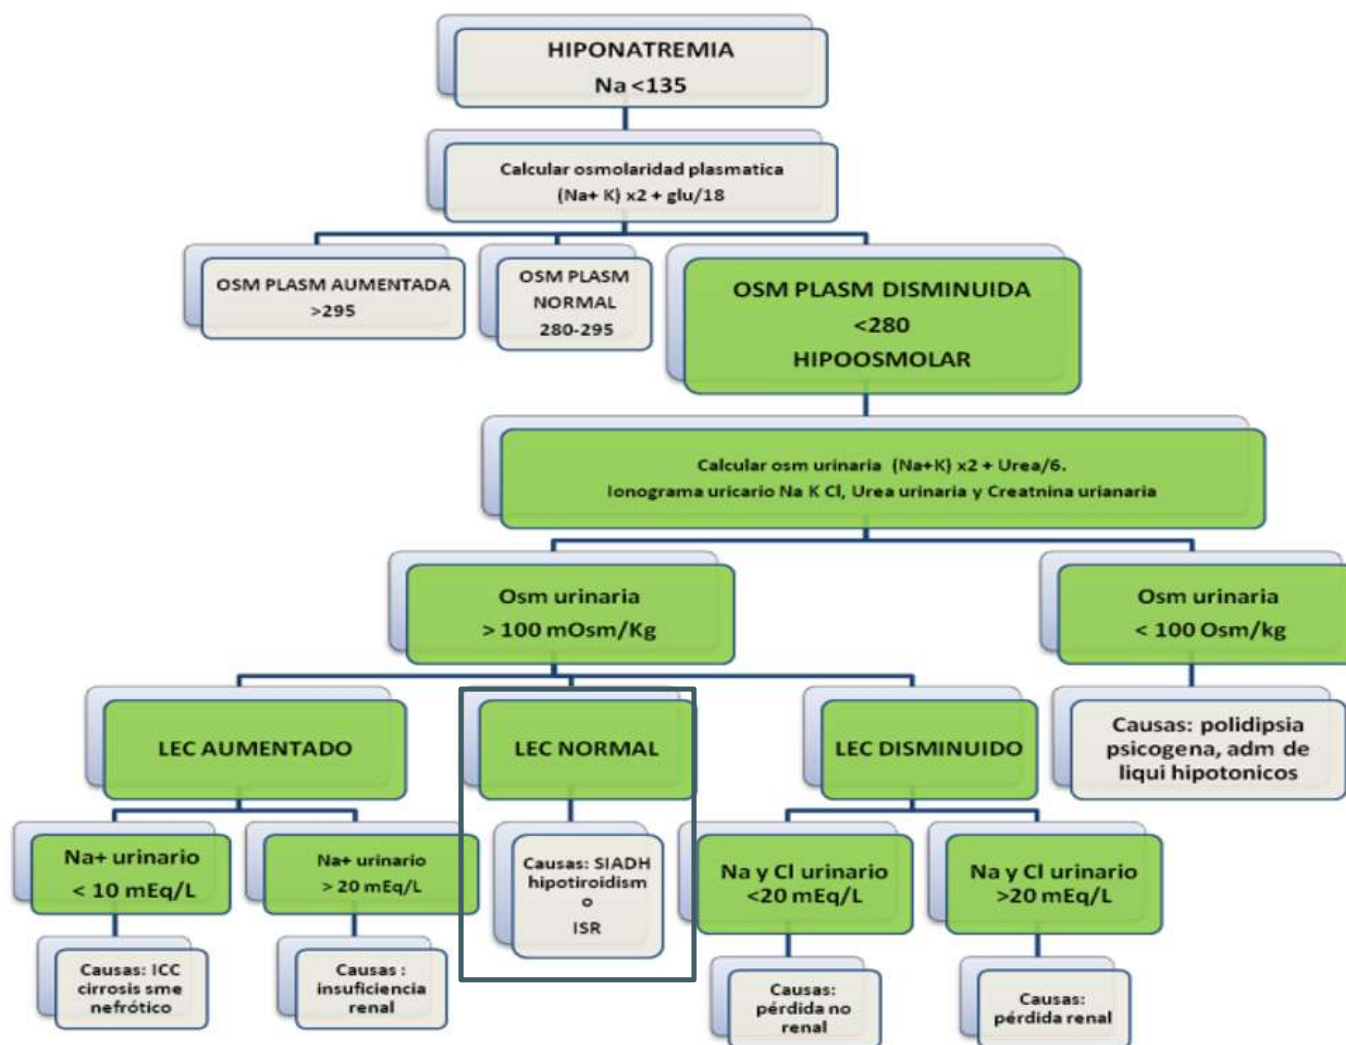 HIPONATREMIA
Na <135
Calcular osmolaridad plasmatica
(Na+ K) x2 + glu/18
OSM PLASM AUMENTADA
>295
OSM PLASM
NORMAL
280-295
OSM PLASM DISMINUIDA
<280
HIPOOSMOLAR
Calcular osm urinaria (Na+K) x2 + Urea/6.
Ionograma uricario Na K Cl, Urea urinaria y Creatnina urianaria
Osm urinaria
> 100 mOsm/Kg
Osm urinaria
< 100 Osm/kg
LEC AUMENTADO
LEC NORMAL
LEC DISMINUIDO
Causas: polidipsia
psicogena, adm de
liqui hipotonicos
Na+ urinario
< 10 mEq/L
Na+ urinario
> 20 mEq/L
Causas: SIADH
hipotiroidism
o
ISR
Na y Cl urinario
<20 mEq/L
Na y Cl urinario
>20 mEq/L
Causas: ICC
cirrosis sme
nefrótico
Causas :
insuficiencia
renal
Causas:
pérdida no
renal
Causas:
pérdida renal